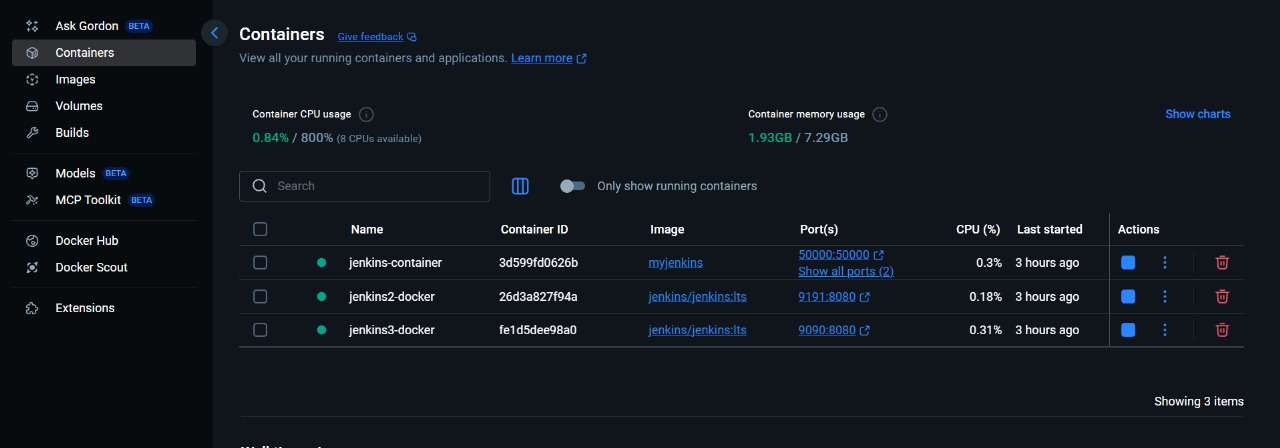 Ask Gordon BETA
Containers
Images
Volumes
Builds
Models BETA
MCP Toolkit BETA
Docker Hub
Docker Scout
Extensions
Containers Give feedback
View all your running containers and applications. Learn more
Container CPU usage
0.84% / 800% (8 CPUs available)
Container memory usage
1.93GB / 7.29GB
Show charts
Search
Only show running containers
Name Container ID Image Port(s) CPU (%) Last started Actions
jenkins-container 3d599fd0626b myjenkins 50000:50000 0.3% 3 hours ago
Show all ports (2)
jenkins2-docker 26d3a827f94a jenkins/jenkins:lts 9191:8080 0.18% 3 hours ago
jenkins3-docker fe1d5dee98a0 jenkins/jenkins:lts 9090:8080 0.31% 3 hours ago
Showing 3 items